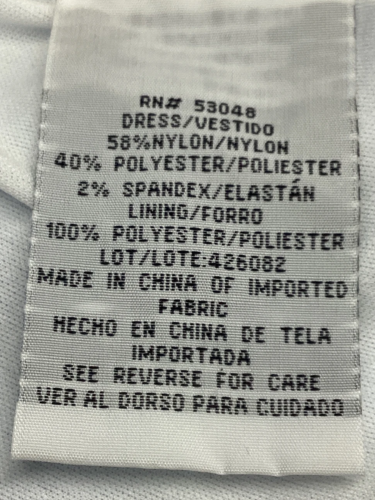 RN# 53048
DRESS/VESTIDO
58%NYLON/NYLON
40% POLYESTER/POLIESTER
2% SPANDEX/ELASTÁN
LINING/FORRO
100% POLYESTER/POLIESTER
LOT/LOTE:426082
MADE IN CHINA OF IMPORTED
FABRIC
HECHO EN CHINA DE TELA
IMPORTADA
SEE REVERSE FOR CARE
VER AL DORSO PARA CUIDADO